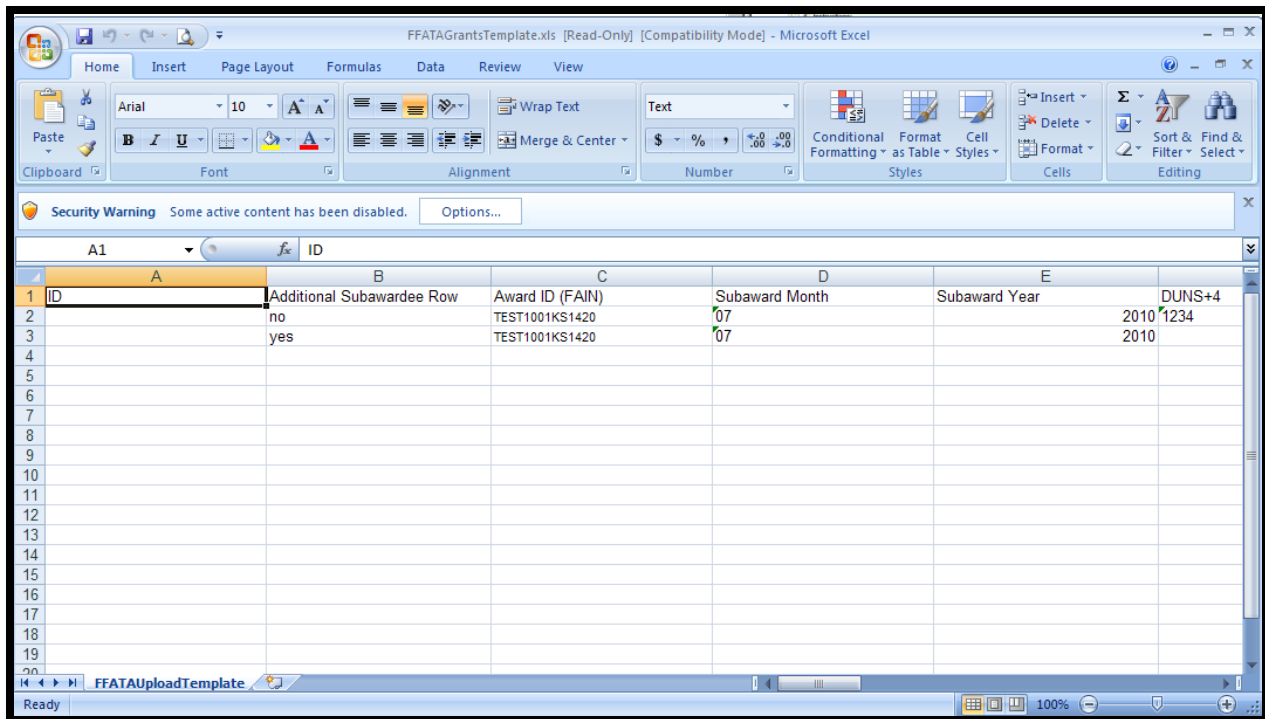 FFATAGrantsTemplate.xls [Read-Only] [Compatibility Mode] - Microsoft Excel
Home Insert Page Layout Formulas Data Review View
Arial 10 A A Wrap Text Text Insert Σ
Paste B I U A Merge & Center $ % , .0 .00 .00 .0 Conditional Formatting Format as Table Cell Styles Delete Format Sort & Filter Find & Select
Clipboard Font Alignment Number Styles Cells Editing
Security Warning Some active content has been disabled. Options...
A1 fx ID
A B C D E
1 ID Additional Subawardee Row Award ID (FAIN) Subaward Month Subaward Year DUNS+4
2 no TEST1001KS1420 07 2010 1234
3 yes TEST1001KS1420 07 2010
4
5
6
7
8
9
10
11
12
13
14
15
16
17
18
19
20
FFATAUploadTemplate
Ready 100%